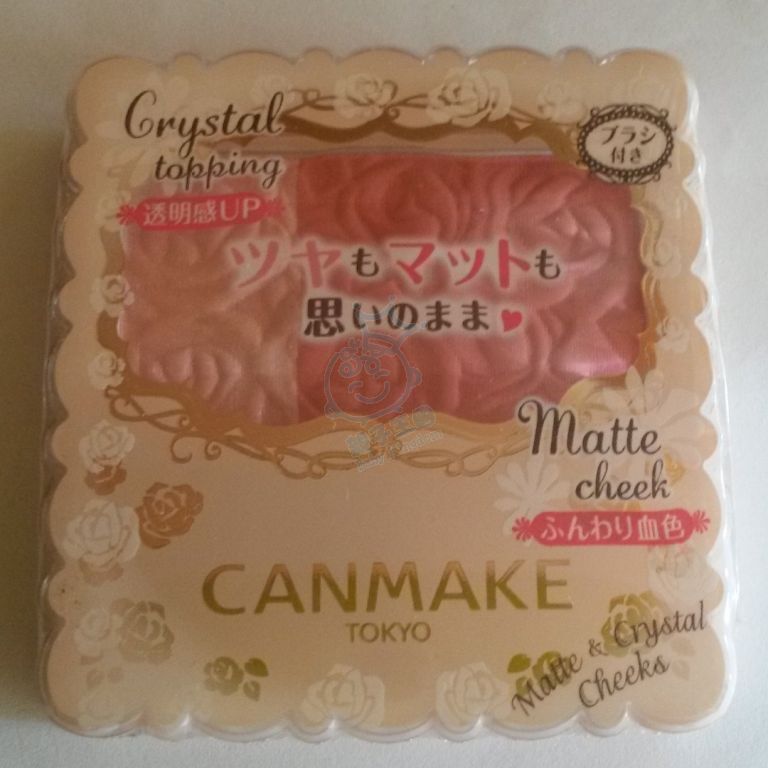 Crystal
topping
透明感UP
ブラシ
付き
ツヤもマットも
思いのまま
Matte
cheek
ふんわり血色
CANMAKE
TOKYO
Matte & Crystal
Cheeks